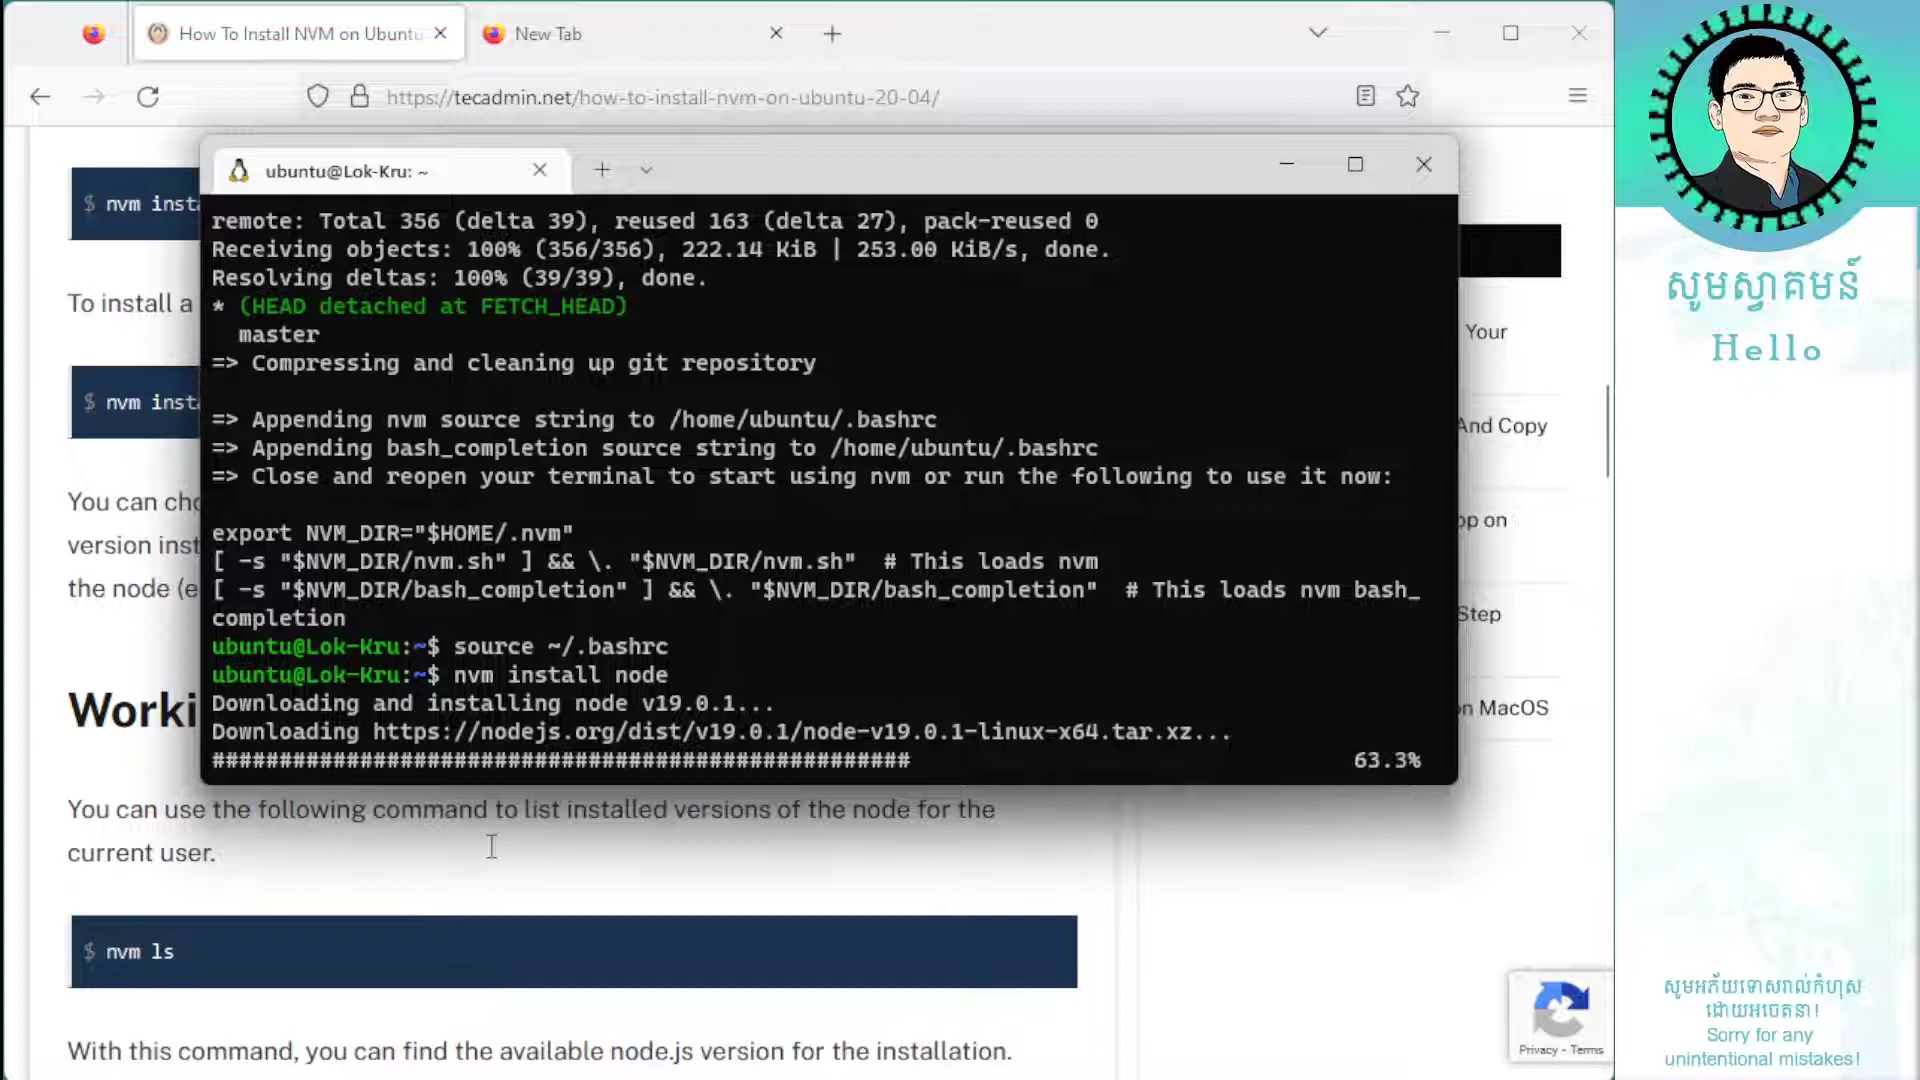 How To Install NVM on Ubuntu
New Tab
https://tecadmin.net/how-to-install-nvm-on-ubuntu-20-04/
ubuntu@Lok-Kru: ~
$ nvm insta
To install a
$ nvm insta
You can cho
version inst
the node (e
Worki
remote: Total 356 (delta 39), reused 163 (delta 27), pack-reused 0
Receiving objects: 100% (356/356), 222.14 KiB | 253.00 KiB/s, done.
Resolving deltas: 100% (39/39), done.
* (HEAD detached at FETCH_HEAD)
master
=> Compressing and cleaning up git repository
=> Appending nvm source string to /home/ubuntu/.bashrc
=> Appending bash_completion source string to /home/ubuntu/.bashrc
=> Close and reopen your terminal to start using nvm or run the following to use it now:
export NVM_DIR="$HOME/.nvm"
[ -s "$NVM_DIR/nvm.sh" ] && \. "$NVM_DIR/nvm.sh"  # This loads nvm
[ -s "$NVM_DIR/bash_completion" ] && \. "$NVM_DIR/bash_completion"  # This loads nvm bash_
completion
ubuntu@Lok-Kru:~$ source ~/.bashrc
ubuntu@Lok-Kru:~$ nvm install node
Downloading and installing node v19.0.1...
Downloading https://nodejs.org/dist/v19.0.1/node-v19.0.1-linux-x64.tar.xz...
#################################################### 63.3%
Your
And Copy
op on
Step
on MacOS
You can use the following command to list installed versions of the node for the
current user.
$ nvm ls
With this command, you can find the available node.js version for the installation.
Privacy - Terms
សូមស្វាគមន៍
Hello
សូមអភ័យទោសរាល់កំហុស
ដោយអចេតនា!
Sorry for any
unintentional mistakes!